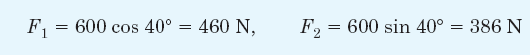 F₁ = 600 cos 40° = 460 N, F₂ = 600 sin 40° = 386 N